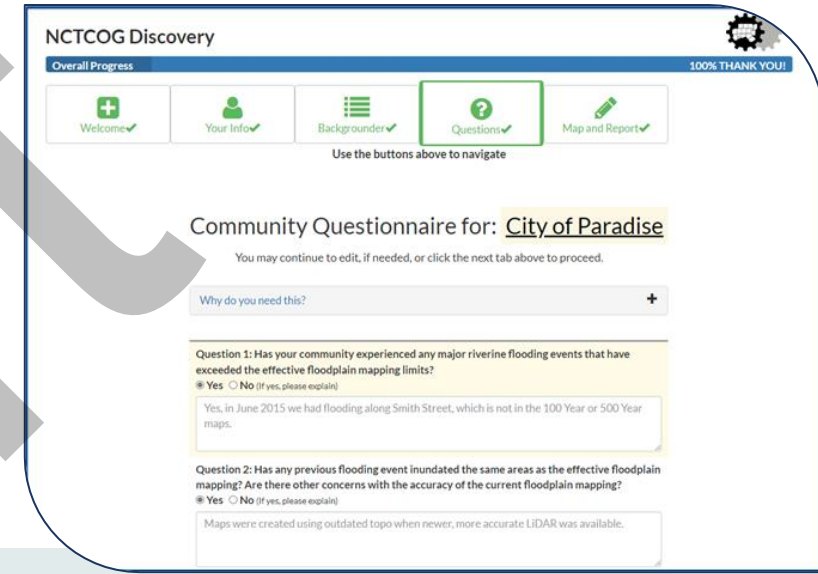 NCTCOG Discovery
Overall Progress
100% THANK YOU!
Welcome✔
Your Info✔
Backgrounder✔
Questions✔
Map and Report✔
Use the buttons above to navigate
Community Questionnaire for: City of Paradise
You may continue to edit, if needed, or click the next tab above to proceed.
Why do you need this?
Question 1: Has your community experienced any major riverine flooding events that have
exceeded the effective floodplain mapping limits?
Yes No (If yes, please explain)
Yes, in June 2015 we had flooding along Smith Street, which is not in the 100 Year or 500 Year
maps.
Question 2: Has any previous flooding event inundated the same areas as the effective floodplain
mapping? Are there other concerns with the accuracy of the current floodplain mapping?
Yes No (If yes, please explain)
Maps were created using outdated topo when newer, more accurate LiDAR was available.